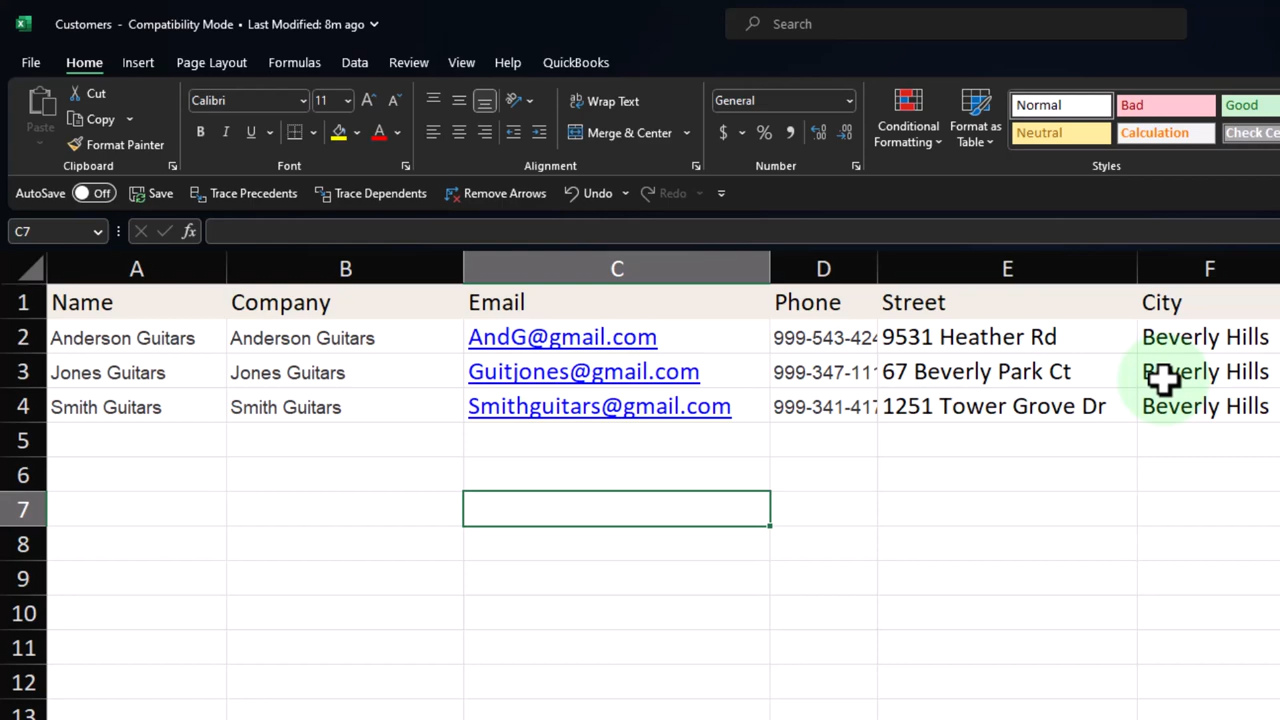 Customers - Compatibility Mode • Last Modified: 8m ago
Search
File Home Insert Page Layout Formulas Data Review View Help QuickBooks
Paste
Cut
Copy
Format Painter
Clipboard
Calibri 11
B I U A
Font
Wrap Text
Merge & Center
Alignment
General
$ % ,
Number
Conditional Formatting
Format as Table
Normal Bad Good
Neutral Calculation Check Ce
Styles
AutoSave Off Save Trace Precedents Trace Dependents Remove Arrows Undo Redo
C7 fx
A B C D E F
1 Name Company Email Phone Street City
2 Anderson Guitars Anderson Guitars AndG@gmail.com 999-543-424 9531 Heather Rd Beverly Hills
3 Jones Guitars Jones Guitars Guitjones@gmail.com 999-347-111 67 Beverly Park Ct Beverly Hills
4 Smith Guitars Smith Guitars Smithguitars@gmail.com 999-341-417 1251 Tower Grove Dr Beverly Hills
5
6
7
8
9
10
11
12
13